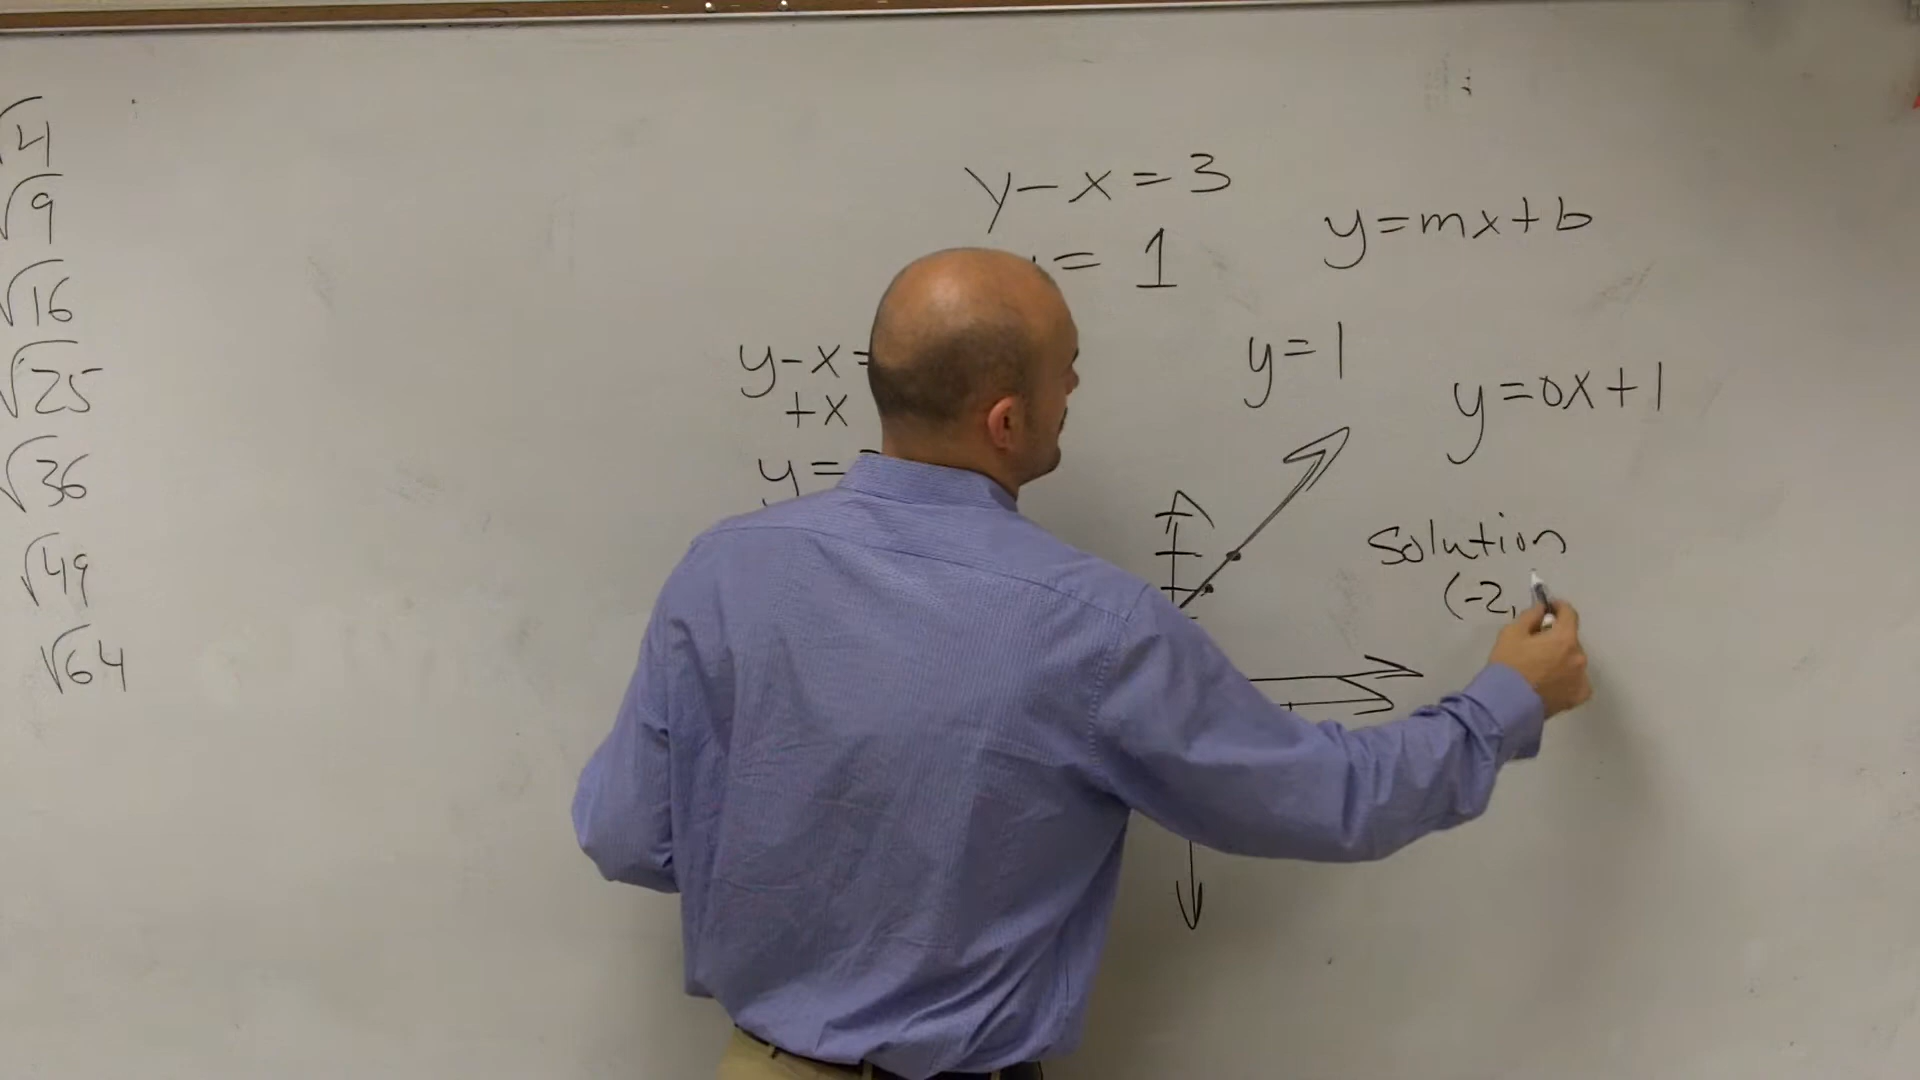 √4
√9
√16
√25
√36
√49
√64
y-x=3
= 1
y=mx+b
y-x=
+x
y=
y=1
y=0x+1
Solution
(-2,